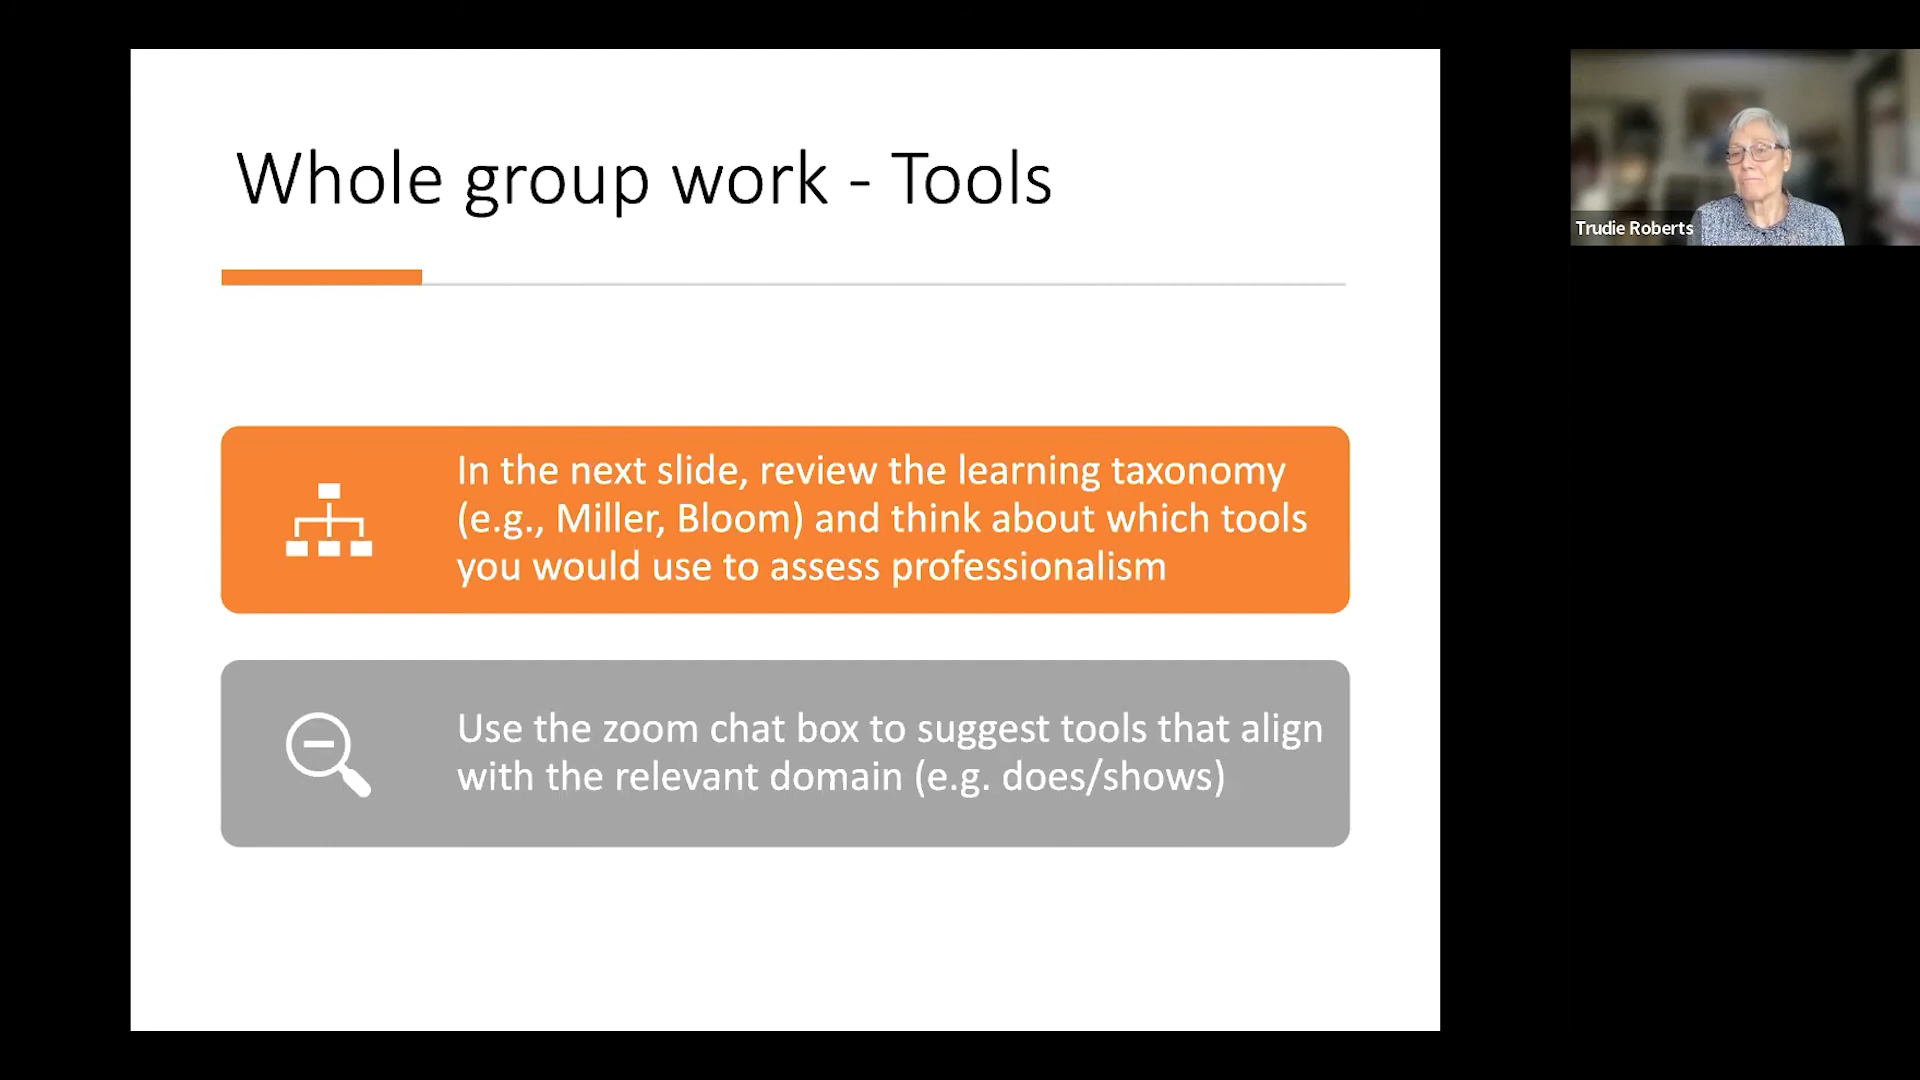 Whole group work - Tools
In the next slide, review the learning taxonomy
(e.g., Miller, Bloom) and think about which tools
you would use to assess professionalism
Use the zoom chat box to suggest tools that align
with the relevant domain (e.g. does/shows)
Trudie Roberts